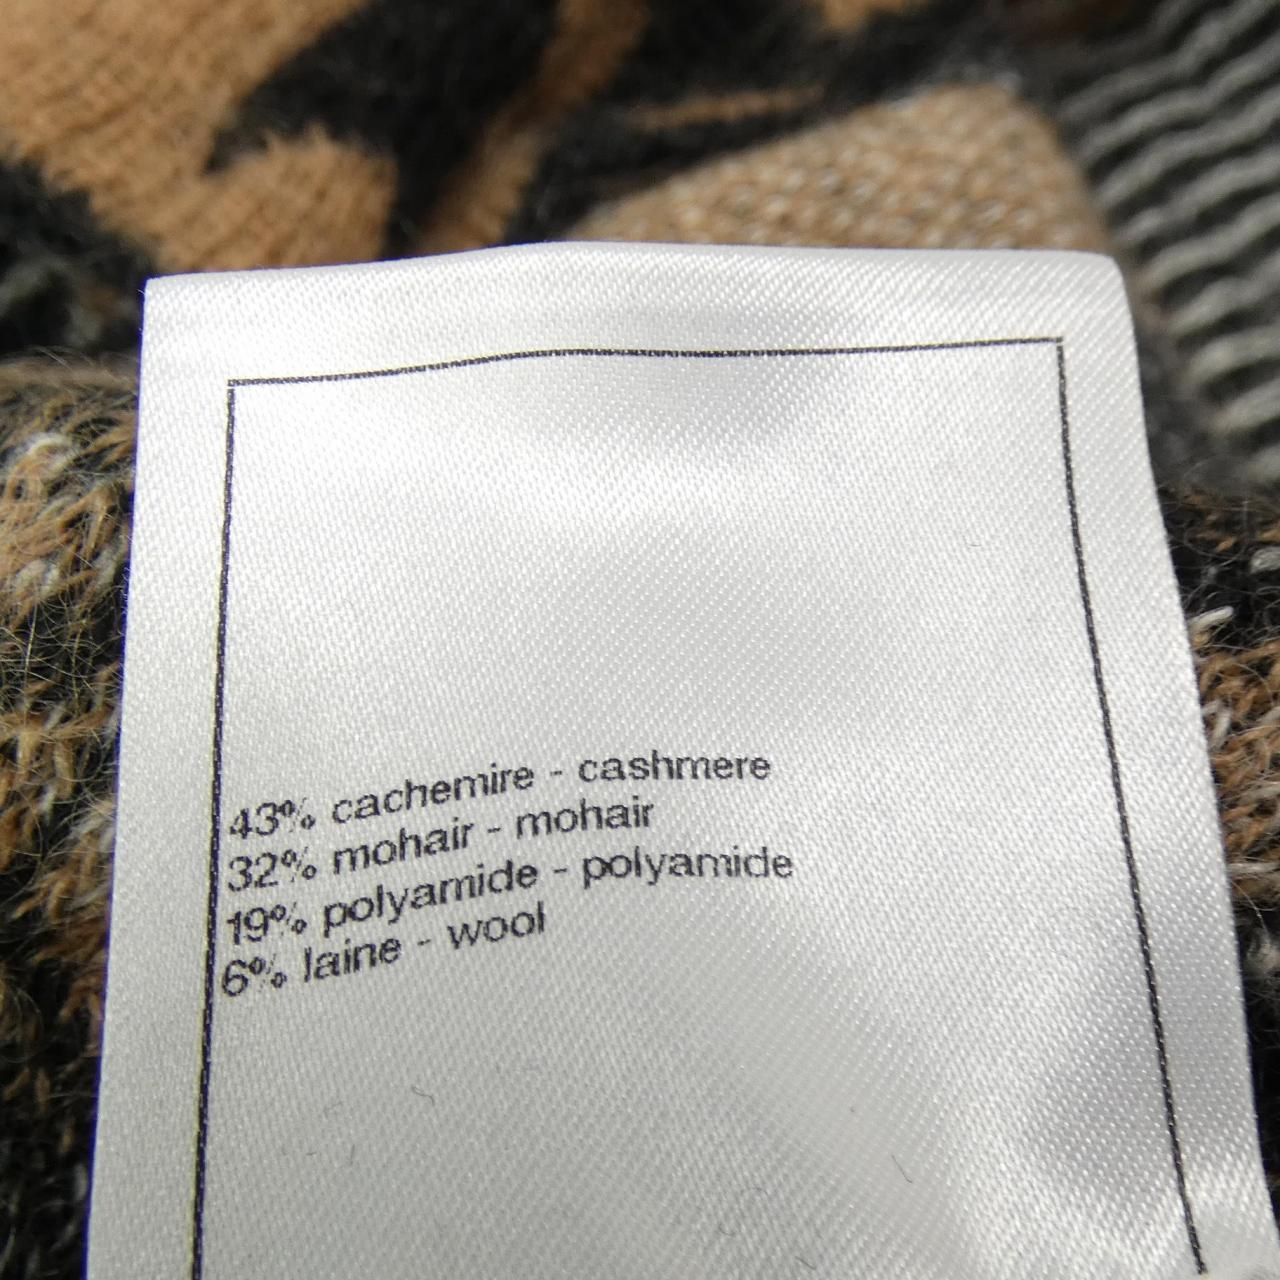 43% cachemire - cashmere
32% mohair - mohair
19% polyamide - polyamide
6% laine - wool